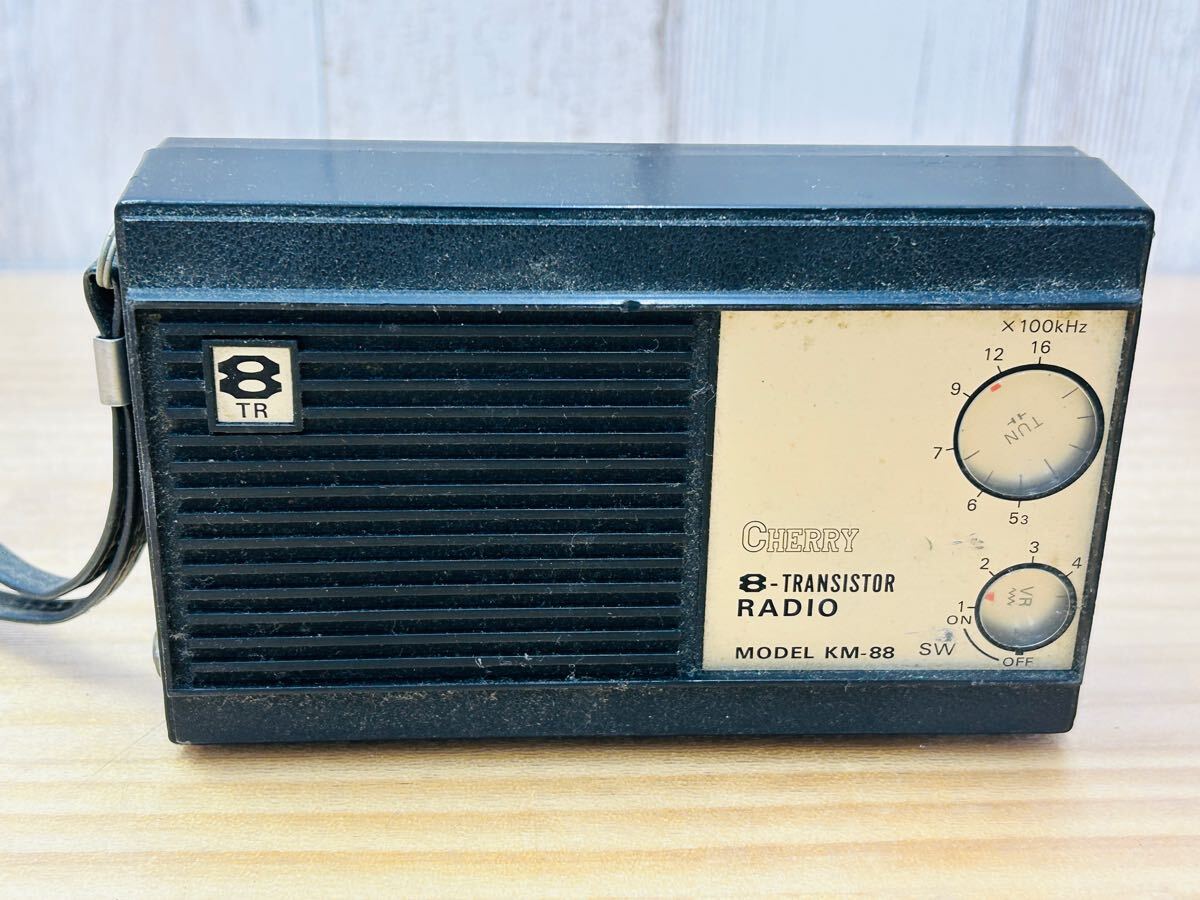 8
TR
×100kHz
12
16
9
7
6
53
TUN
CHERRY
8-TRANSISTOR
RADIO
MODEL KM-88
3
2
4
1
VR
ON
SW
OFF